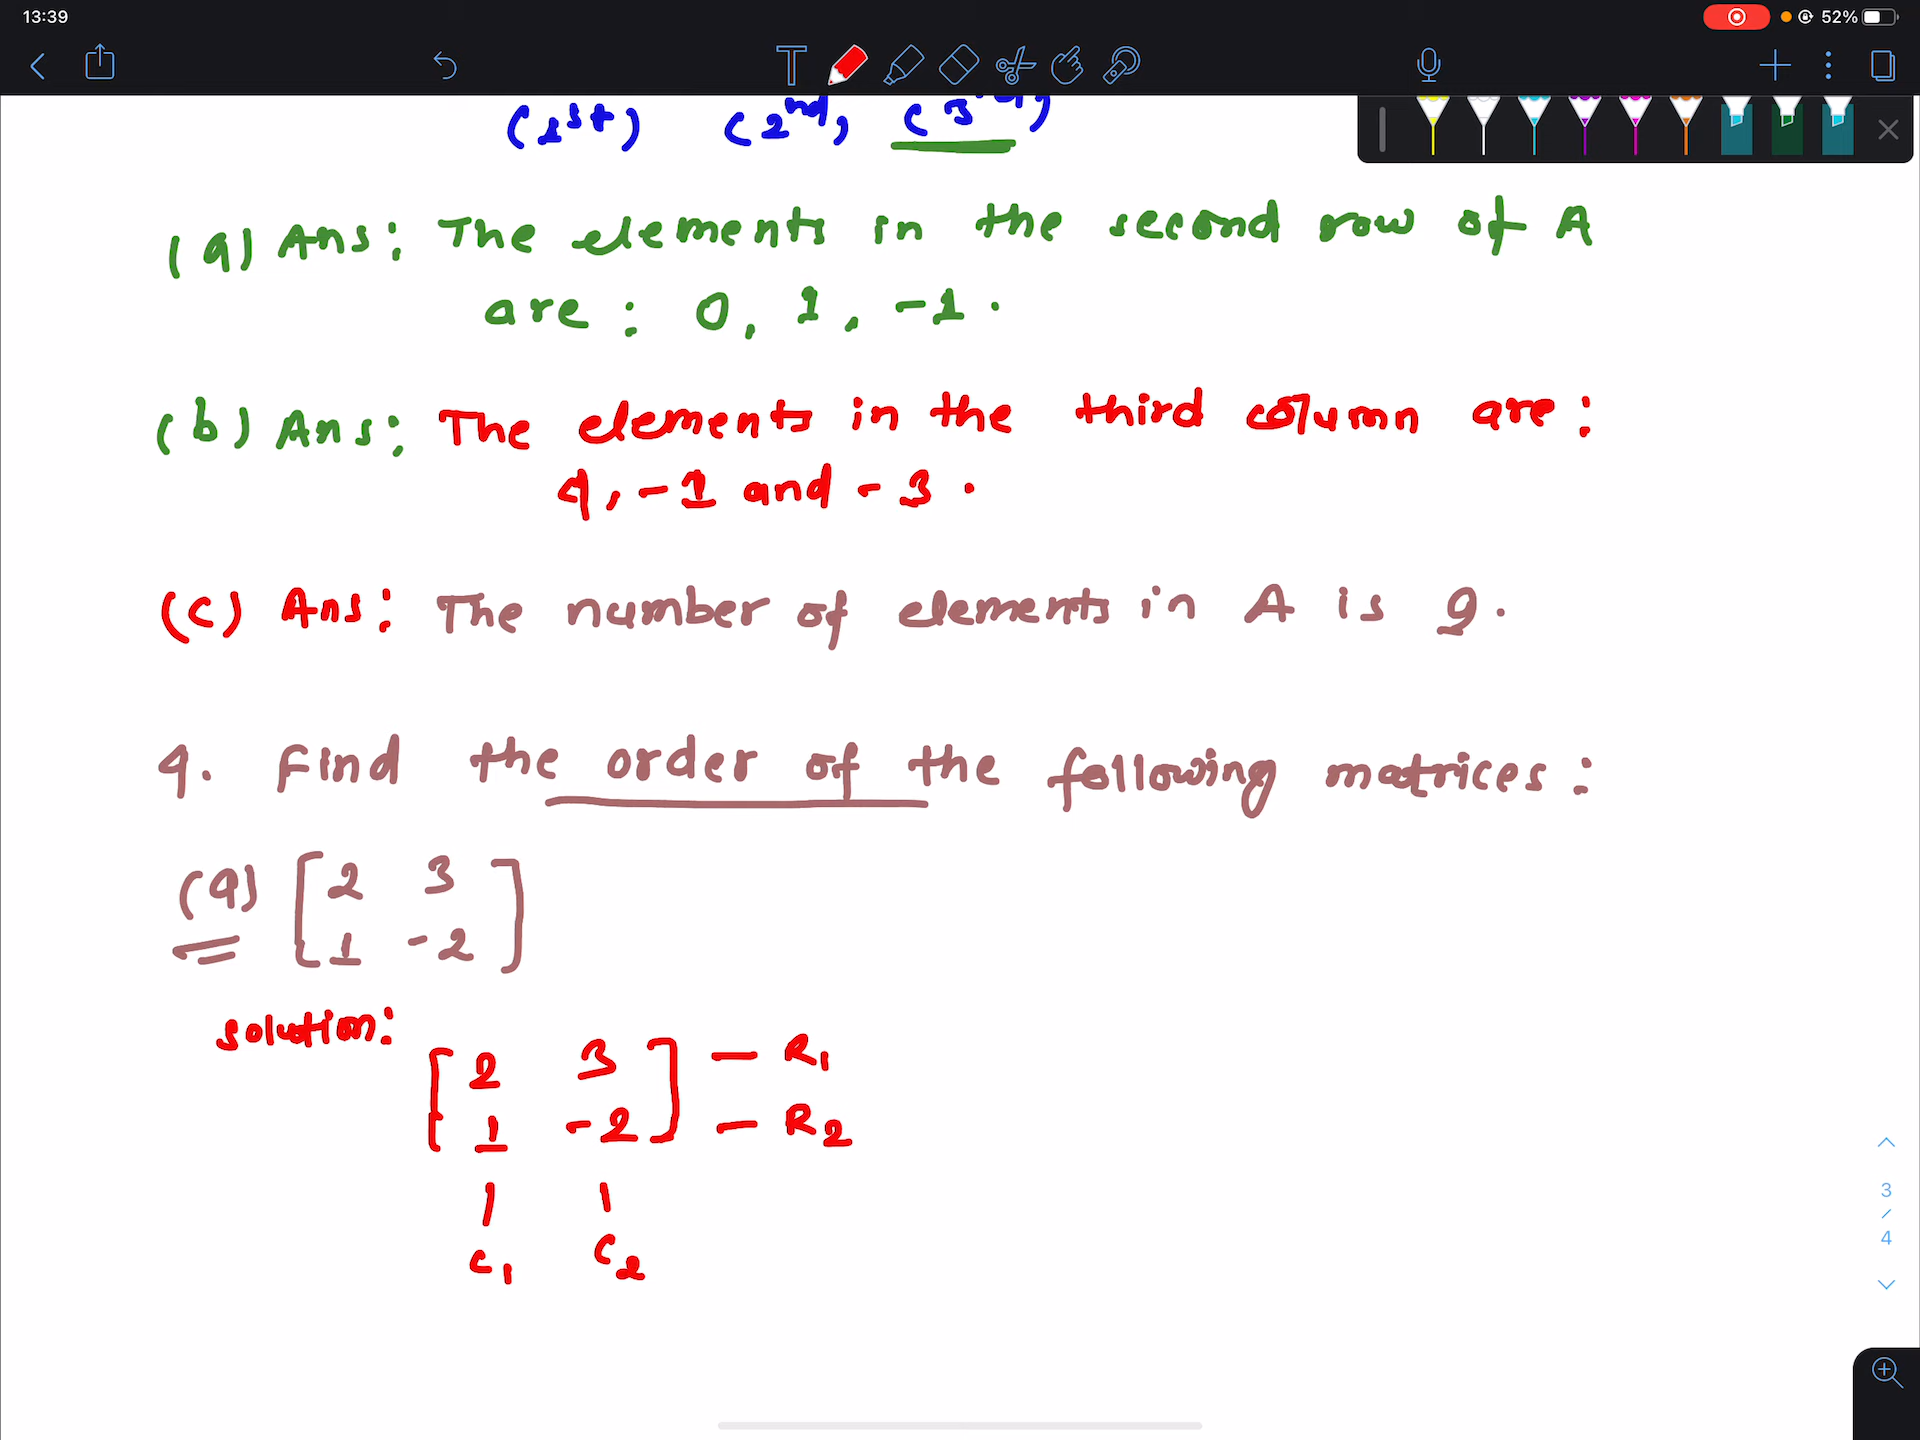 13:39
52%
(1st) (2nd) (3rd)
(a) Ans: The elements in the second row of A
are : 0, 1, -1.
(b) Ans: The elements in the third column are:
4, -1 and -3.
(c) Ans: The number of elements in A is 9.
4. Find the order of the following matrices:
(a) [2 3
1 -2]
Solution:
[2 3 — R1
1 -2] — R2
| |
C1 C2
3
/
4